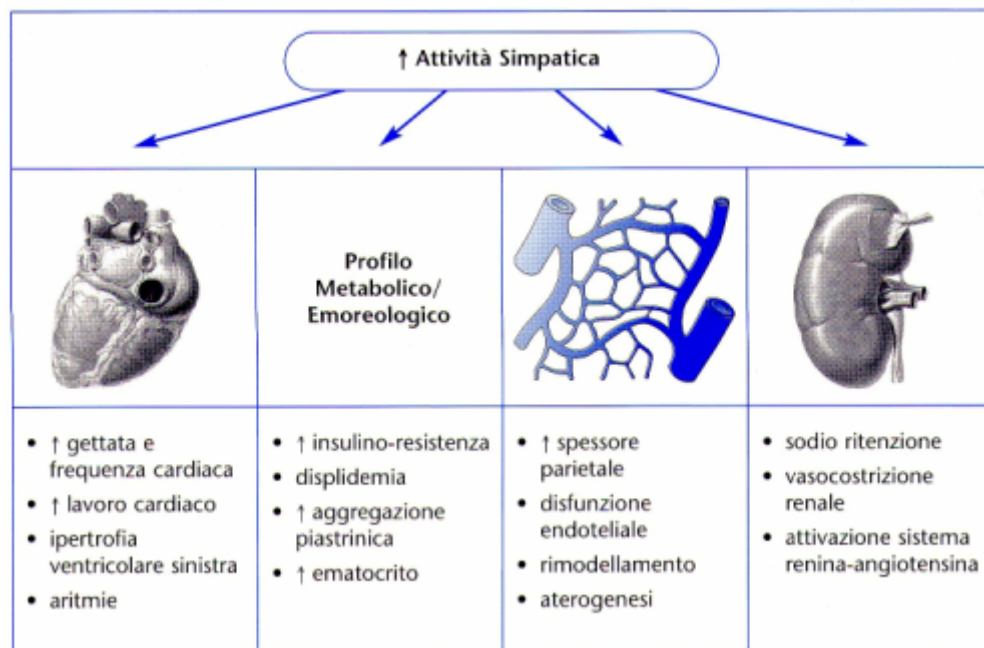 ↑ Attività Simpatica
Profilo
Metabolico/
Emoreologico
• ↑ gettata e
frequenza cardiaca
• ↑ lavoro cardiaco
• ipertrofia
ventricolare sinistra
• aritmie
• ↑ insulino-resistenza
• displidemia
• ↑ aggregazione
piastrinica
• ↑ ematocrito
• ↑ spessore
parietale
• disfunzione
endoteliale
• rimodellamento
• aterogenesi
• sodio ritenzione
• vasocostrizione
renale
• attivazione sistema
renina-angiotensina